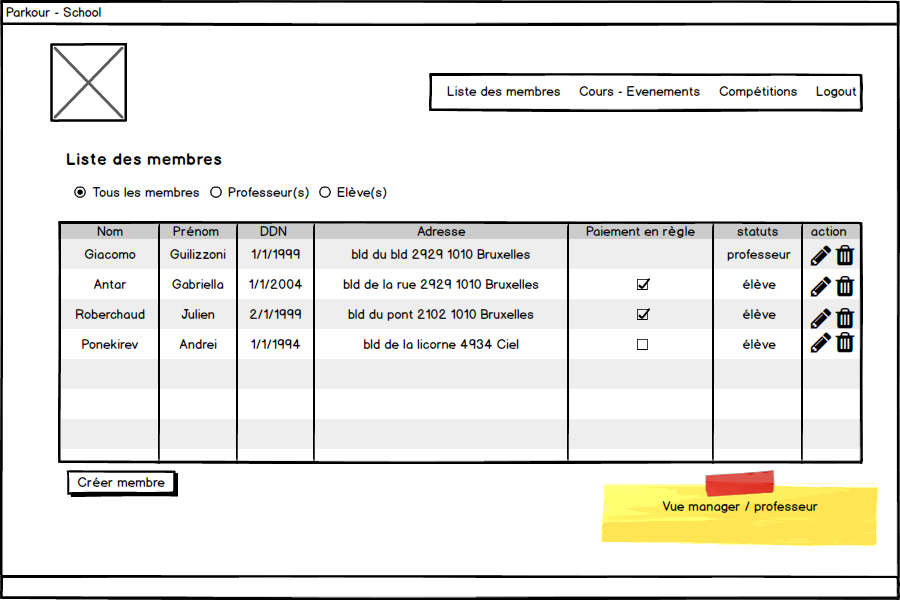 Parkour - School
Liste des membres Cours - Evenements Compétitions Logout
Liste des membres
Tous les membres Professeur(s) Elève(s)
Nom Prénom DDN Adresse Paiement en règle statuts action
Giacomo Guilizzoni 1/1/1999 bld du bld 2929 1010 Bruxelles professeur
Antar Gabriella 1/1/2004 bld de la rue 2929 1010 Bruxelles élève
Roberchaud Julien 2/1/1999 bld du pont 2102 1010 Bruxelles élève
Ponekirev Andrei 1/1/1994 bld de la licorne 4934 Ciel élève
Créer membre
Vue manager / professeur